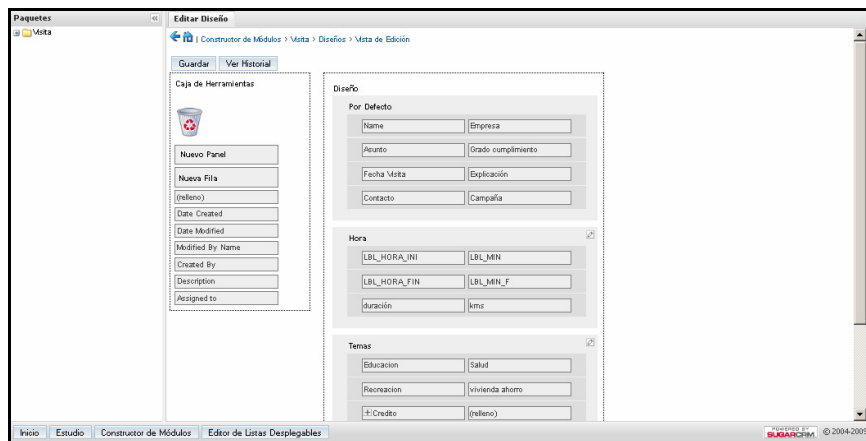 Paquetes
Editar Diseño
Visita
Constructor de Módulos > Visita > Diseños > Vista de Edición
Guardar Ver Historial
Caja de Herramientas
Nuevo Panel
Nueva Fila
(relleno)
Date Created
Date Modified
Modified By Name
Created By
Description
Assigned to
Diseño
Por Defecto
Name Empresa
Asunto Grado cumplimiento
Fecha Visita Explicación
Contacto Campaña
Hora
LBL_HORA_INI LBL_MIN
LBL_HORA_FIN LBL_MIN_F
duración kms
Temas
Educacion Salud
Recreacion vivienda ahorro
Credito (relleno)
Inicio Estudio Constructor de Módulos Editor de Listas Desplegables
POWERED BY
SUGARCRM. © 2004-200